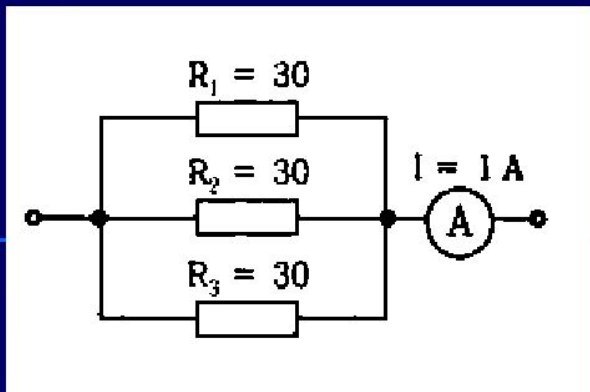 R₁ = 30
R₂ = 30
I = 1 A
A
R₃ = 30